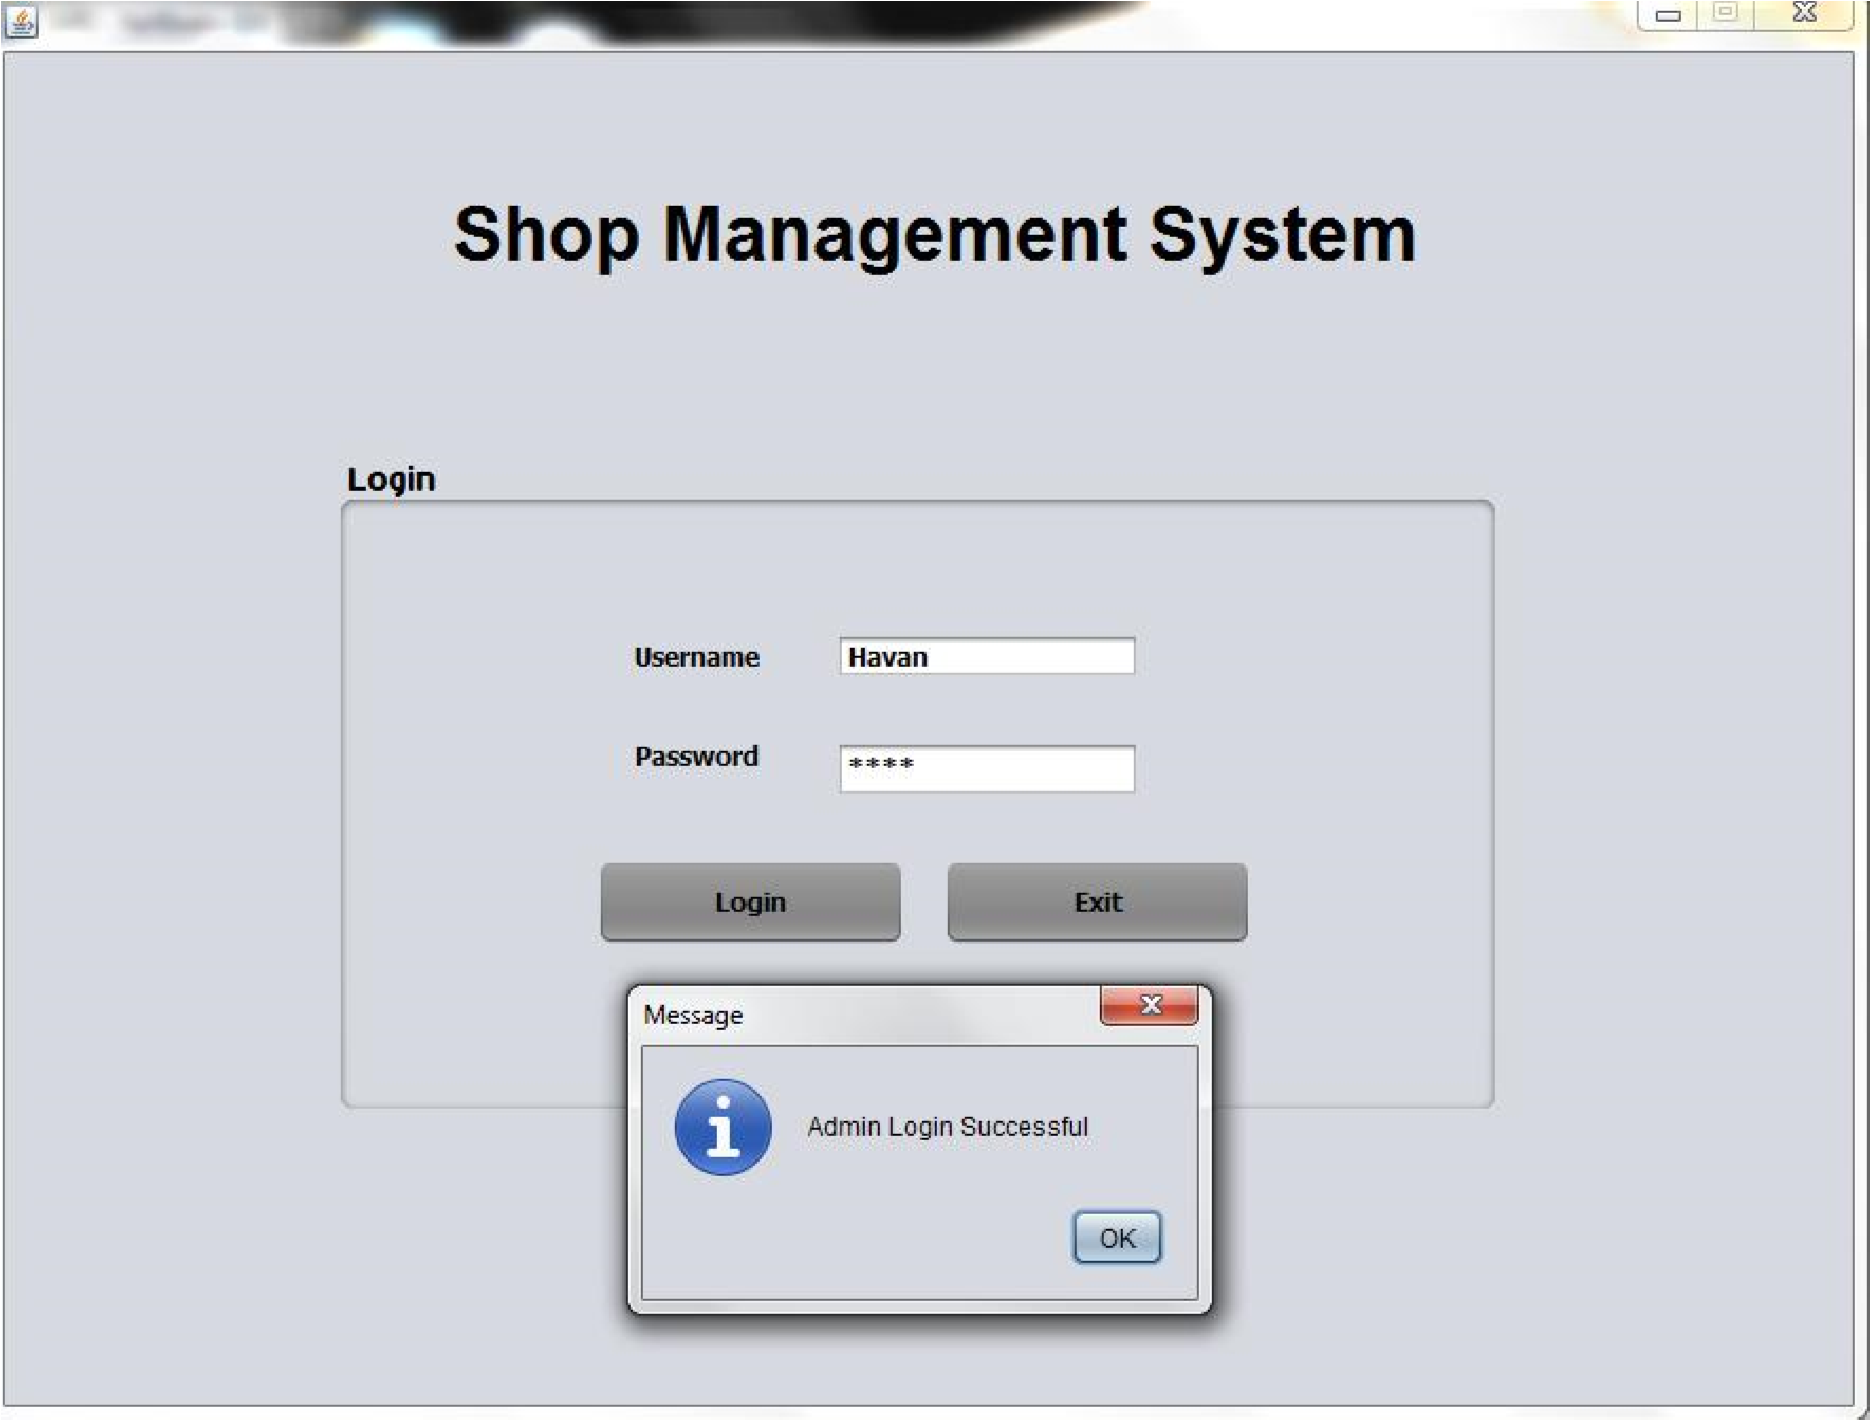 Shop Management System
Login
Username
Havan
Password
****
Login
Exit
Message
Admin Login Successful
OK